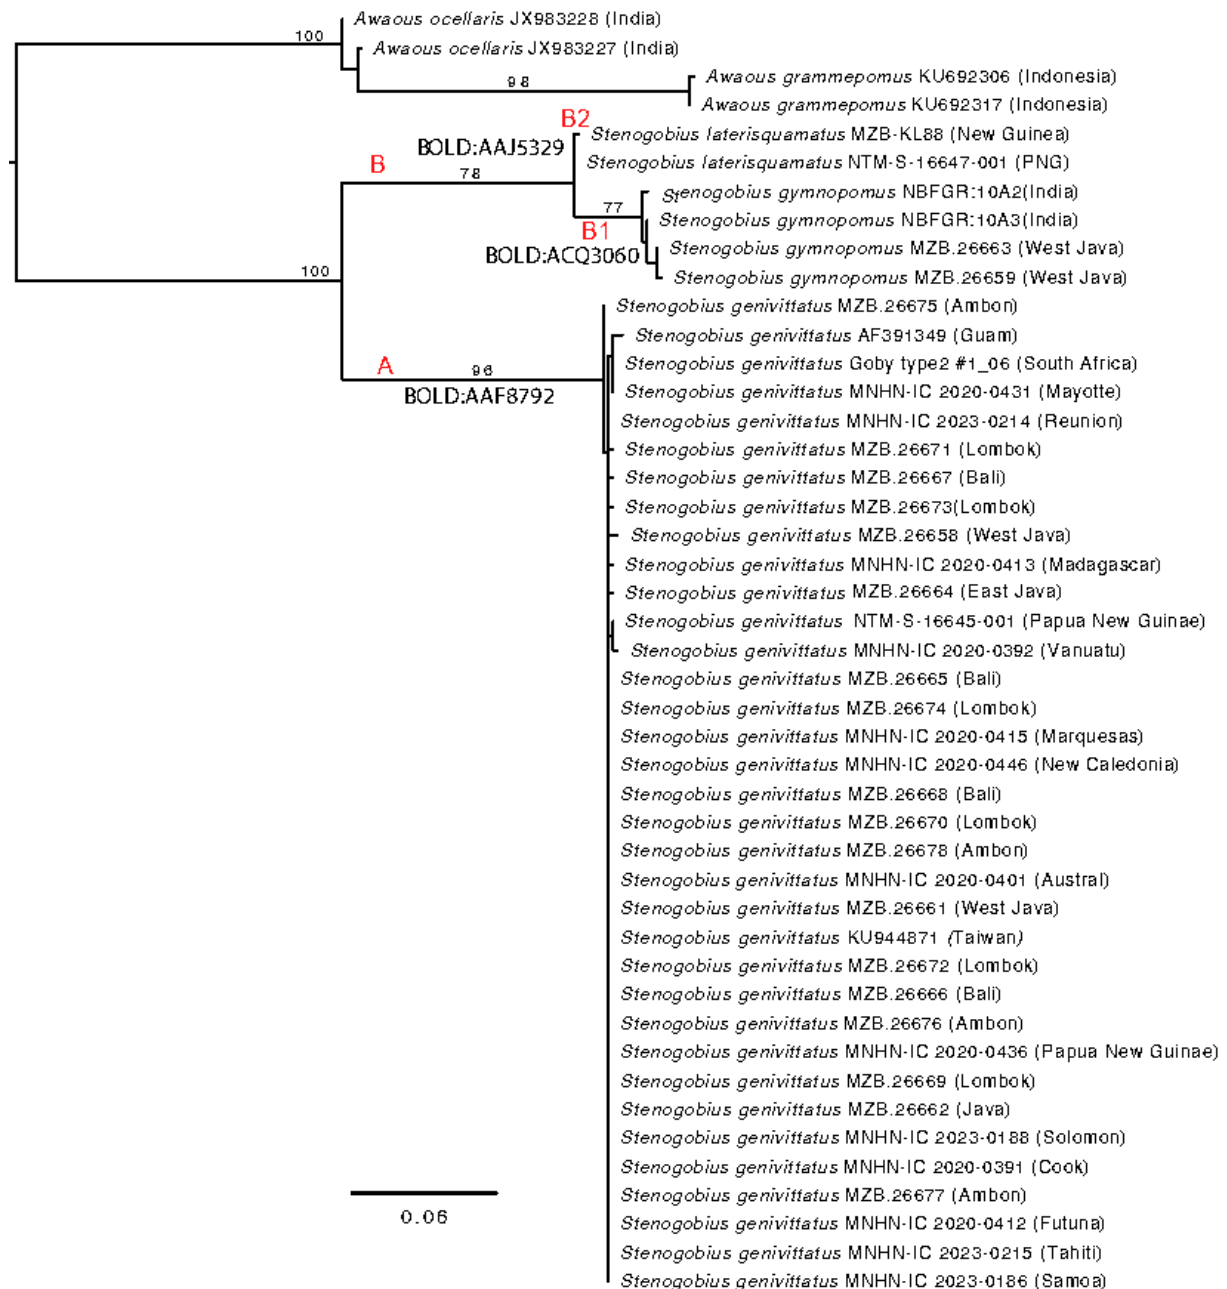 Awaous ocellaris JX983228 (India)
100
Awaous ocellaris JX983227 (India)
Awaous grammepomus KU692306 (Indonesia)
98
Awaous grammepomus KU692317 (Indonesia)
B2
Stenogobius laterisquamatus MZB-KL88 (New Guinea)
BOLD:AAJ5329
Stenogobius laterisquamatus NTM-S-16647-001 (PNG)
B
78
Stenogobius gymnopomus NBFGR:10A2(India)
77
Stenogobius gymnopomus NBFGR:10A3(India)
B1
Stenogobius gymnopomus MZB.26663 (West Java)
BOLD:ACQ3060
100
Stenogobius gymnopomus MZB.26659 (West Java)
Stenogobius genivittatus MZB.26675 (Ambon)
Stenogobius genivittatus AF391349 (Guam)
Stenogobius genivittatus Goby type2 #1_06 (South Africa)
A
96
Stenogobius genivittatus MNHN-IC 2020-0431 (Mayotte)
BOLD:AAF8792
Stenogobius genivittatus MNHN-IC 2023-0214 (Reunion)
Stenogobius genivittatus MZB.26671 (Lombok)
Stenogobius genivittatus MZB.26667 (Bali)
Stenogobius genivittatus MZB.26673(Lombok)
Stenogobius genivittatus MZB.26658 (West Java)
Stenogobius genivittatus MNHN-IC 2020-0413 (Madagascar)
Stenogobius genivittatus MZB.26664 (East Java)
Stenogobius genivittatus NTM-S-16645-001 (Papua New Guinae)
Stenogobius genivittatus MNHN-IC 2020-0392 (Vanuatu)
Stenogobius genivittatus MZB.26665 (Bali)
Stenogobius genivittatus MZB.26674 (Lombok)
Stenogobius genivittatus MNHN-IC 2020-0415 (Marquesas)
Stenogobius genivittatus MNHN-IC 2020-0446 (New Caledonia)
Stenogobius genivittatus MZB.26668 (Bali)
Stenogobius genivittatus MZB.26670 (Lombok)
Stenogobius genivittatus MZB.26678 (Ambon)
Stenogobius genivittatus MNHN-IC 2020-0401 (Austral)
Stenogobius genivittatus MZB.26661 (West Java)
Stenogobius genivittatus KU944871 (Taiwan)
Stenogobius genivittatus MZB.26672 (Lombok)
Stenogobius genivittatus MZB.26666 (Bali)
Stenogobius genivittatus MZB.26676 (Ambon)
Stenogobius genivittatus MNHN-IC 2020-0436 (Papua New Guinae)
Stenogobius genivittatus MZB.26669 (Lombok)
Stenogobius genivittatus MZB.26662 (Java)
Stenogobius genivittatus MNHN-IC 2023-0188 (Solomon)
Stenogobius genivittatus MNHN-IC 2020-0391 (Cook)
Stenogobius genivittatus MZB.26677 (Ambon)
0.06
Stenogobius genivittatus MNHN-IC 2020-0412 (Futuna)
Stenogobius genivittatus MNHN-IC 2023-0215 (Tahiti)
Stenogobius genivittatus MNHN-IC 2023-0186 (Samoa)